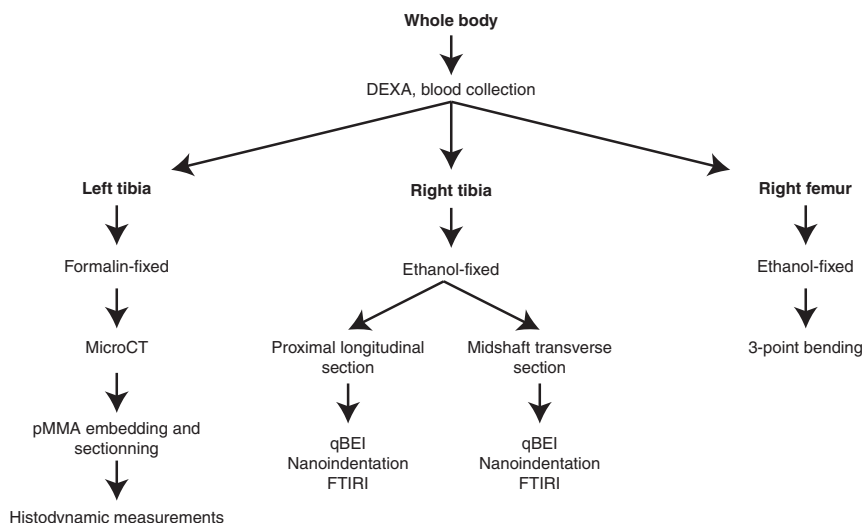 Whole body
DEXA, blood collection
Left tibia
Right tibia
Right femur
Formalin-fixed
Ethanol-fixed
Ethanol-fixed
MicroCT
Proximal longitudinal
section
Midshaft transverse
section
3-point bending
pMMA embedding and
sectionning
qBEI
Nanoindentation
FTIRI
qBEI
Nanoindentation
FTIRI
Histodynamic measurements